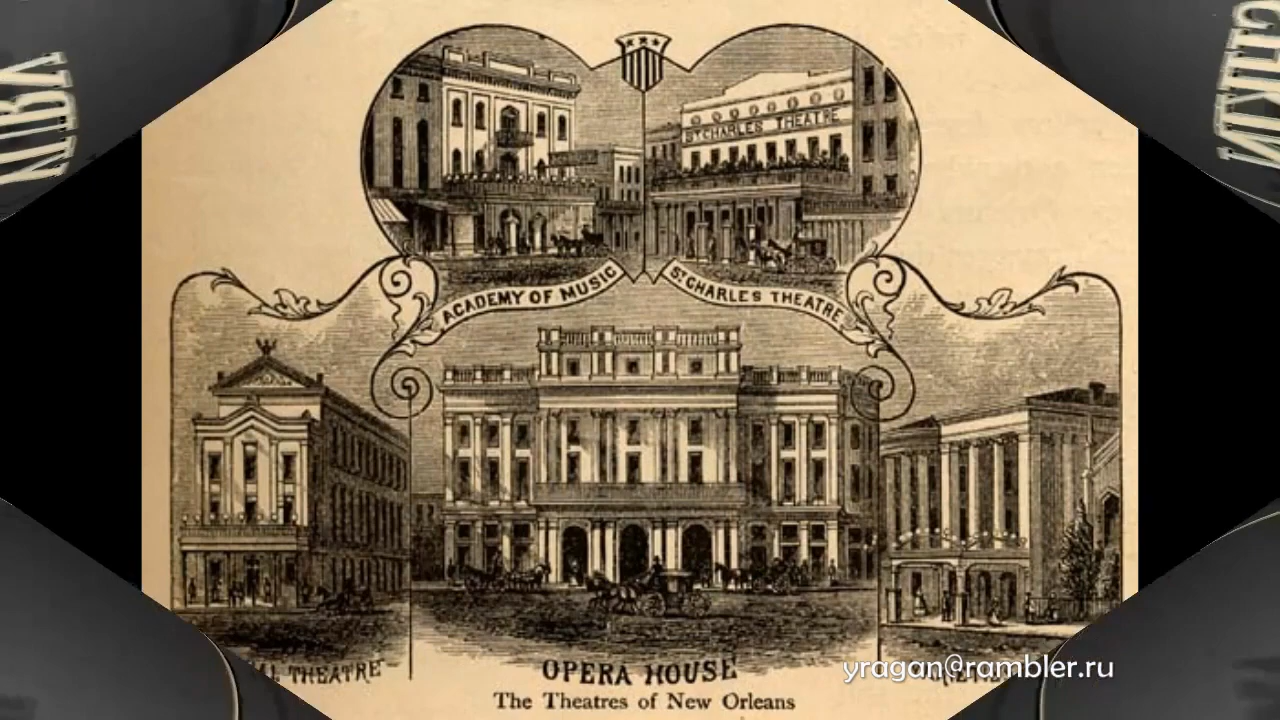 ST CHARLES THEATRE
ACADEMY OF MUSIC
ST CHARLES THEATRE
THEATRE
OPERA HOUSE
yragan@rambler.ru
The Theatres of New Orleans